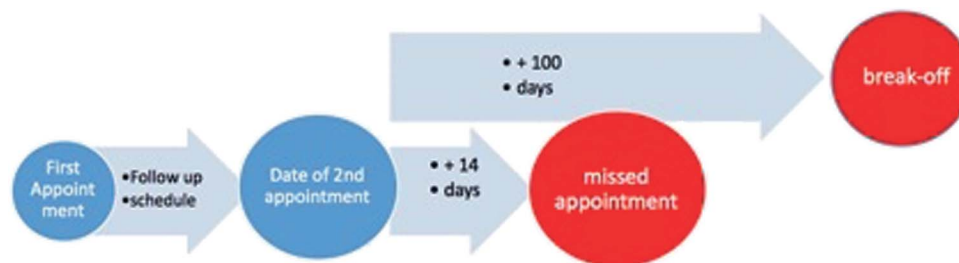 • + 100
• days
break-off
First
Appoint
ment
•Follow up
•schedule
Date of 2nd
appointment
• + 14
• days
missed
appointment